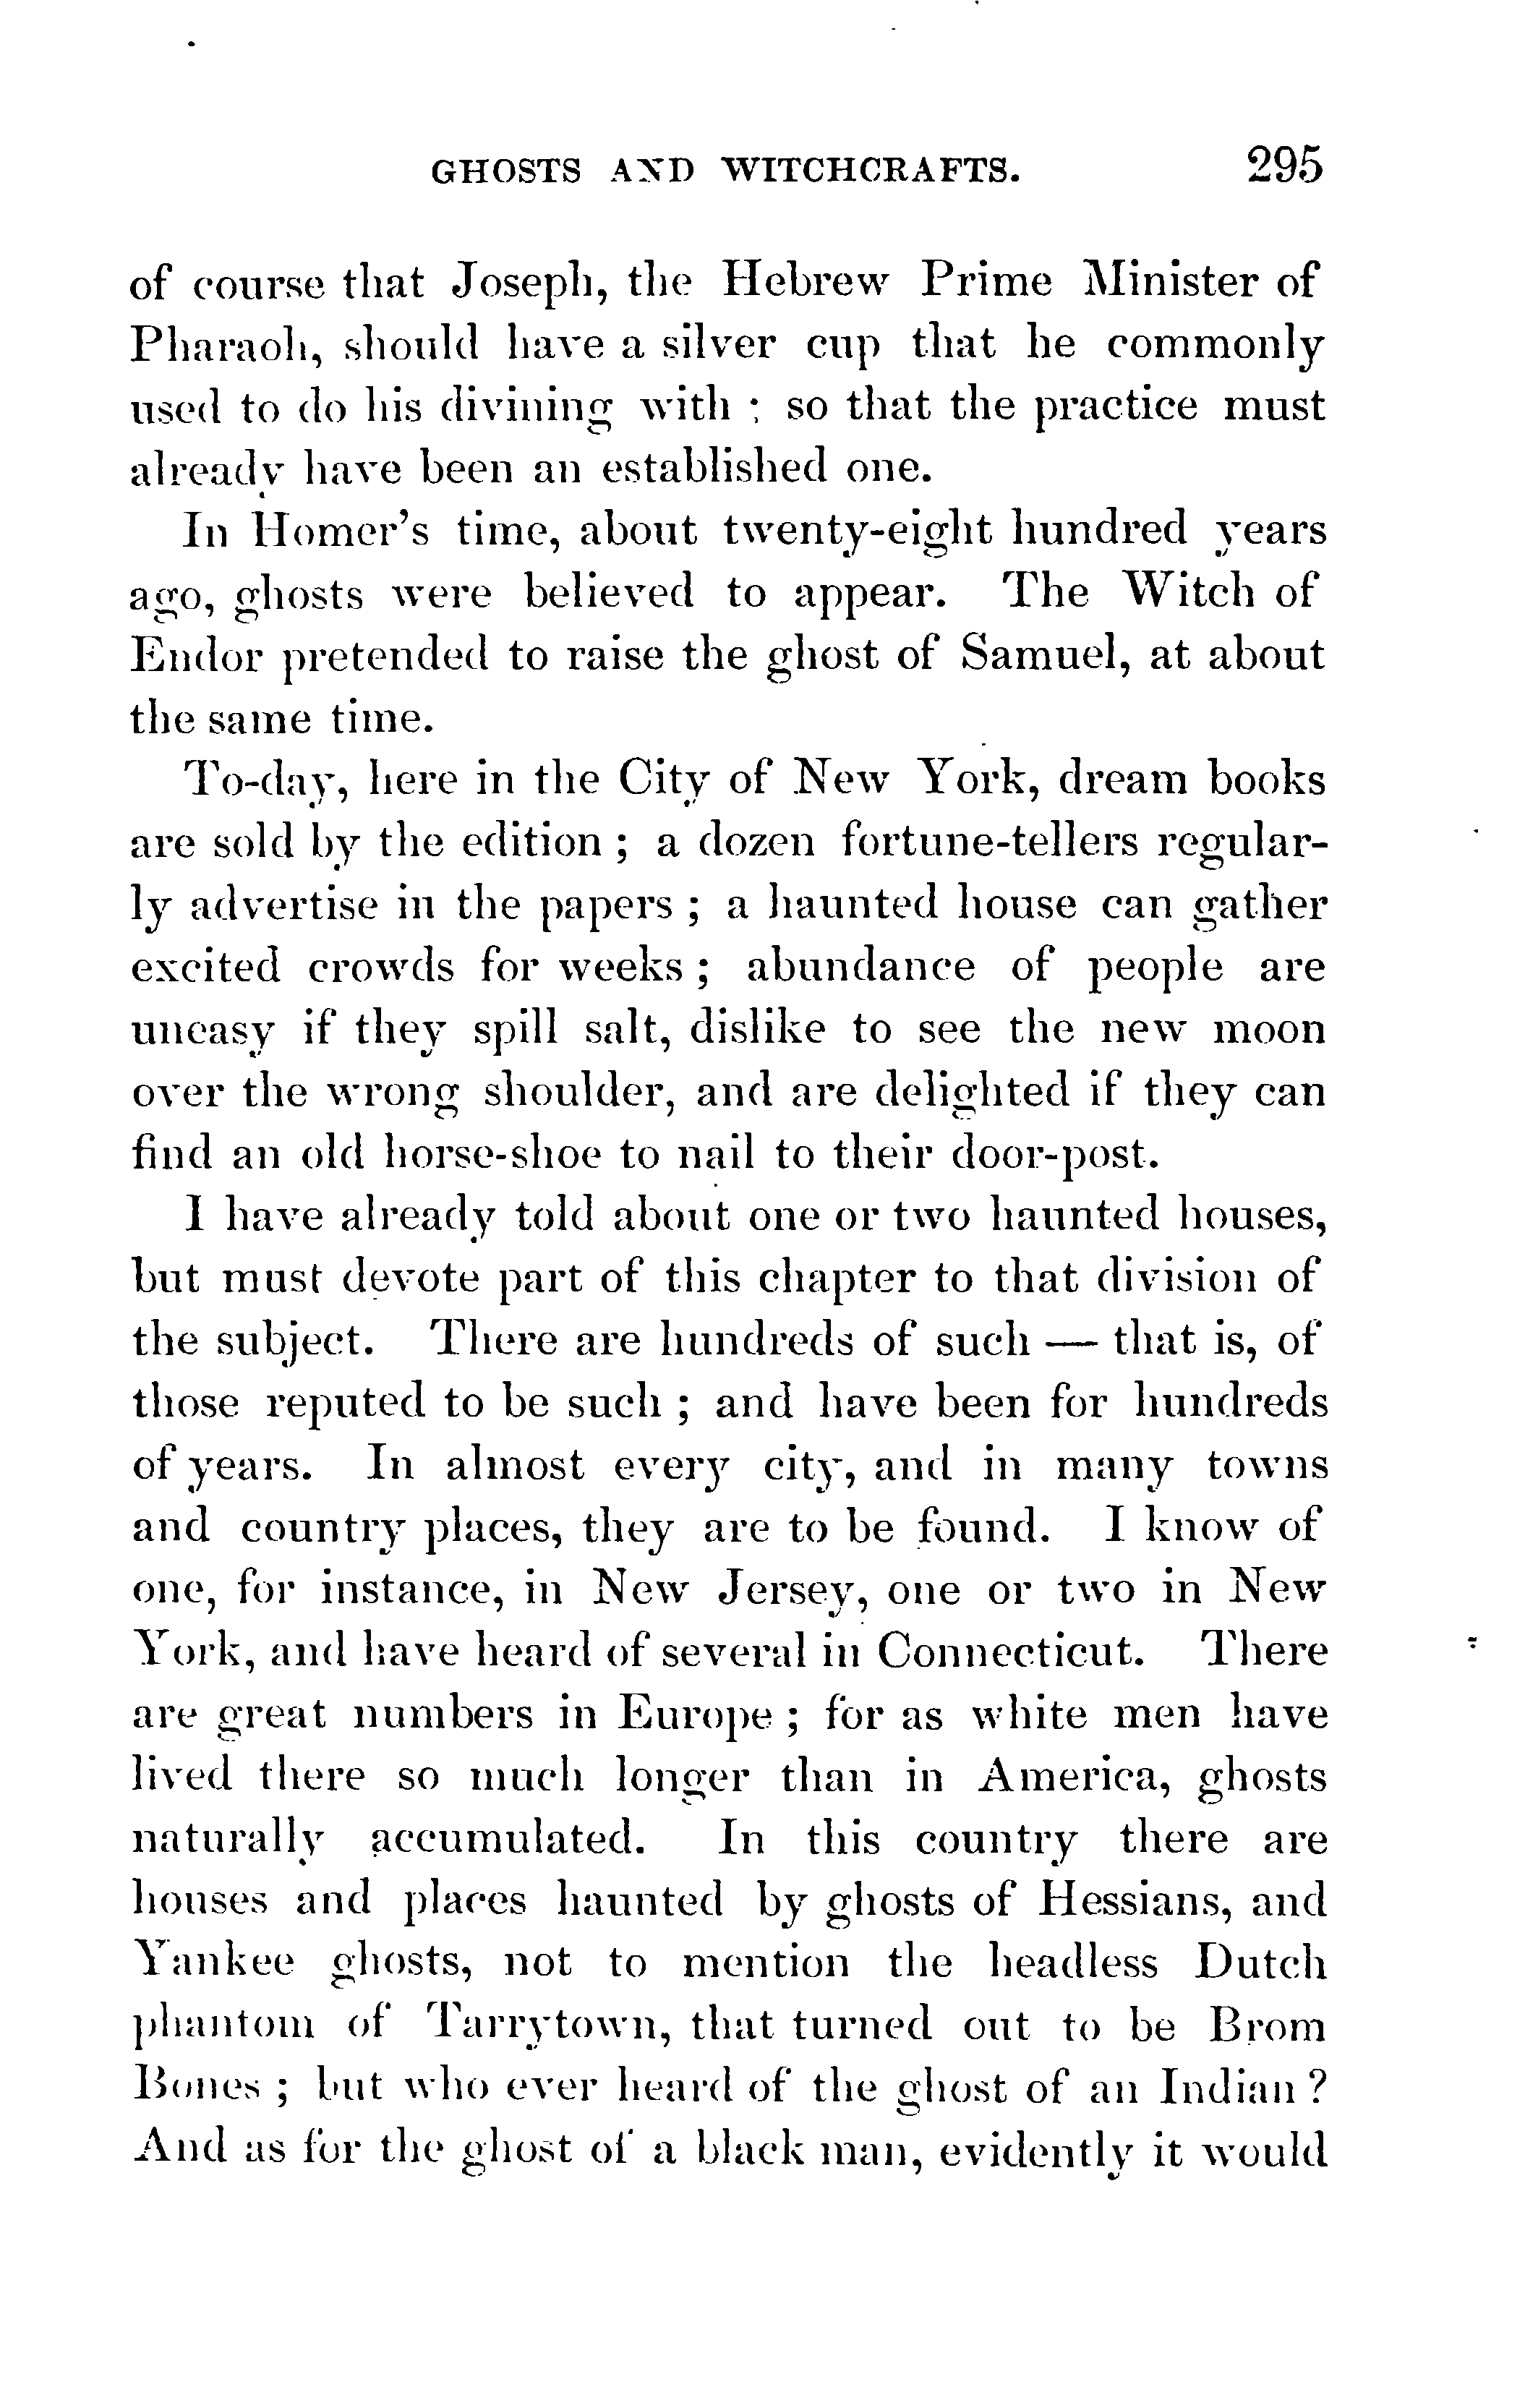 GHOSTS AND WITCHCRAFTS. 295
of course that Joseph, the Hebrew Prime Minister of
Pharaoh, should have a silver cup that he commonly
used to do his divining with ; so that the practice must
already have been an established one.
In Homer's time, about twenty-eight hundred years
ago, ghosts were believed to appear. The Witch of
Endor pretended to raise the ghost of Samuel, at about
the same time.
To-day, here in the City of New York, dream books
are sold by the edition ; a dozen fortune-tellers regular-
ly advertise in the papers ; a haunted house can gather
excited crowds for weeks ; abundance of people are
uneasy if they spill salt, dislike to see the new moon
over the wrong shoulder, and are delighted if they can
find an old horse-shoe to nail to their door-post.
I have already told about one or two haunted houses,
but must devote part of this chapter to that division of
the subject. There are hundreds of such — that is, of
those reputed to be such ; and have been for hundreds
of years. In almost every city, and in many towns
and country places, they are to be found. I know of
one, for instance, in New Jersey, one or two in New
York, and have heard of several in Connecticut. There
are great numbers in Europe ; for as white men have
lived there so much longer than in America, ghosts
naturally accumulated. In this country there are
houses and places haunted by ghosts of Hessians, and
Yankee ghosts, not to mention the headless Dutch
phantom of Tarrytown, that turned out to be Brom
Bones ; but who ever heard of the ghost of an Indian ?
And as for the ghost of a black man, evidently it would